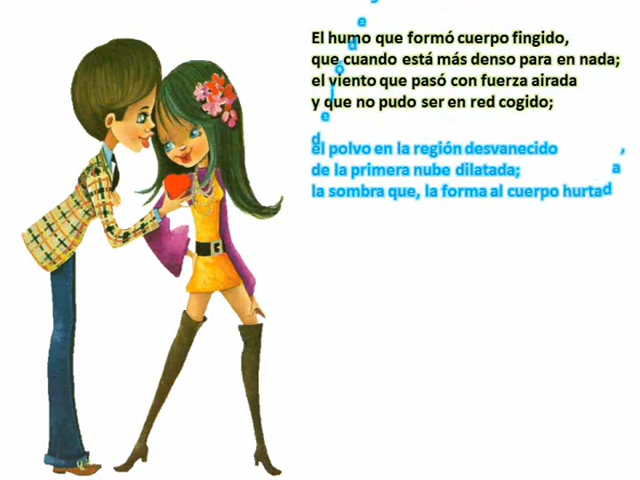 El humo que formó cuerpo fingido,
que cuando está más denso para en nada;
el viento que pasó con fuerza airada
y que no pudo ser en red cogido;
el polvo en la región desvanecido
de la primera nube dilatada;
la sombra que, la forma al cuerpo hurtada,